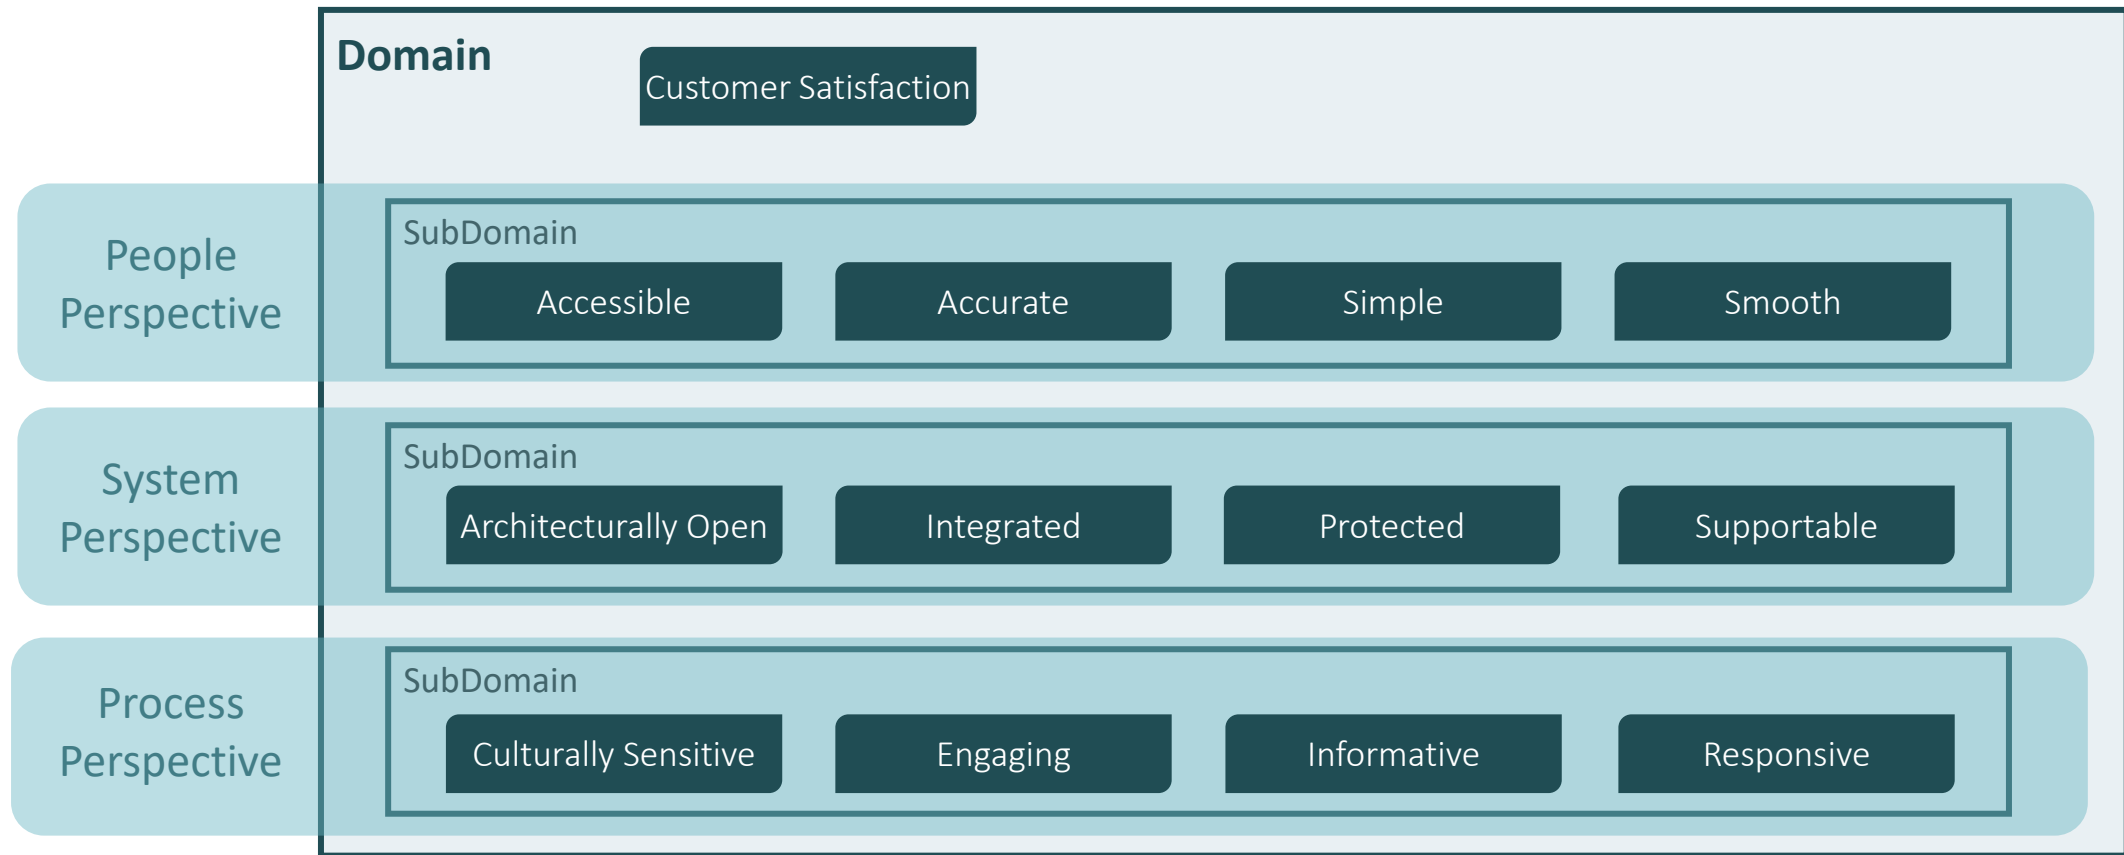 Domain
Customer Satisfaction
People
Perspective
SubDomain
Accessible
Accurate
Simple
Smooth
System
Perspective
SubDomain
Architecturally Open
Integrated
Protected
Supportable
Process
Perspective
SubDomain
Culturally Sensitive
Engaging
Informative
Responsive